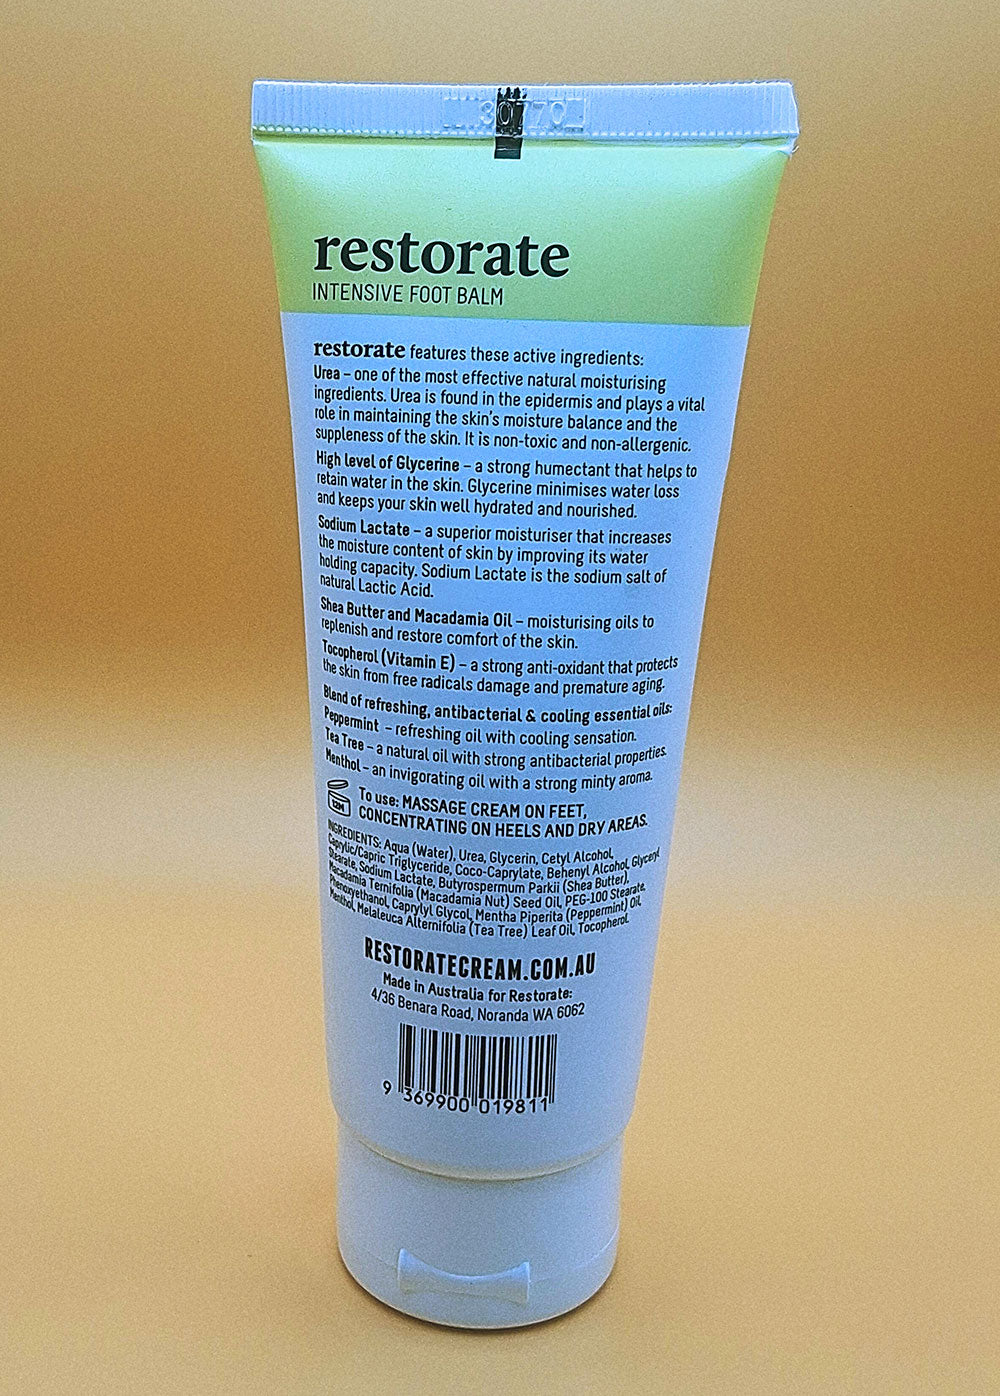 30770
restorate
INTENSIVE FOOT BALM
restorate features these active ingredients:
Urea – one of the most effective natural moisturising
ingredients. Urea is found in the epidermis and plays a vital
role in maintaining the skin's moisture balance and the
suppleness of the skin. It is non-toxic and non-allergenic.
High level of Glycerine – a strong humectant that helps to
retain water in the skin. Glycerine minimises water loss
and keeps your skin well hydrated and nourished.
Sodium Lactate – a superior moisturiser that increases
the moisture content of skin by improving its water
holding capacity. Sodium Lactate is the sodium salt of
natural Lactic Acid.
Shea Butter and Macadamia Oil – moisturising oils to
replenish and restore comfort of the skin.
Tocopherol (Vitamin E) – a strong anti-oxidant that protects
the skin from free radicals damage and premature aging.
Blend of refreshing, antibacterial & cooling essential oils:
Peppermint – refreshing oil with cooling sensation.
Tea Tree – a natural oil with strong antibacterial properties.
Menthol – an invigorating oil with a strong minty aroma.
12M
To use: MASSAGE CREAM ON FEET,
CONCENTRATING ON HEELS AND DRY AREAS.
INGREDIENTS: Aqua (Water), Urea, Glycerin, Cetyl Alcohol,
Caprylic/Capric Triglyceride, Coco-Caprylate, Behenyl Alcohol, Glyceryl
Stearate, Sodium Lactate, Butyrospermum Parkii (Shea Butter),
Macadamia Ternifolia (Macadamia Nut) Seed Oil, PEG-100 Stearate,
Phenoxyethanol, Caprylyl Glycol, Mentha Piperita (Peppermint) Oil,
Menthol, Melaleuca Alternifolia (Tea Tree) Leaf Oil, Tocopherol.
RESTORATECREAM.COM.AU
Made in Australia for Restorate:
4/36 Benara Road, Noranda WA 6062
9 369900 019811